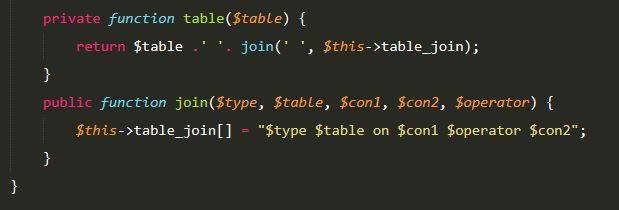 private function table($table) {
return $table .' '. join(' ', $this->table_join);
}
public function join($type, $table, $con1, $con2, $operator) {
$this->table_join[] = "$type $table on $con1 $operator $con2";
}
}